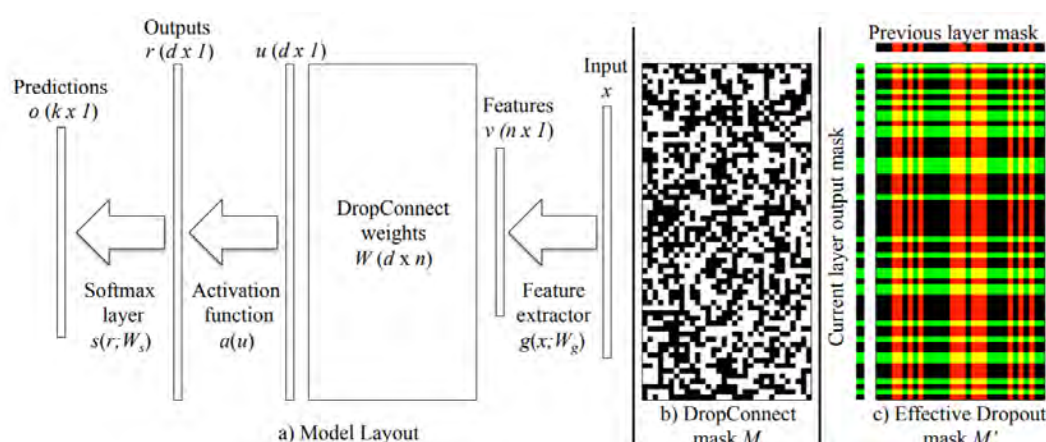 Predictions
o (k x 1)
Outputs
r (d x 1)
u (d x 1)
DropConnect
weights
W (d x n)
Features
v (n x 1)
Input
x
Softmax
layer
s(r;Ws)
Activation
function
a(u)
Feature
extractor
g(x;Wg)
a) Model Layout
b) DropConnect
mask M
Previous layer mask
Current layer output mask
c) Effective Dropout
mask M'